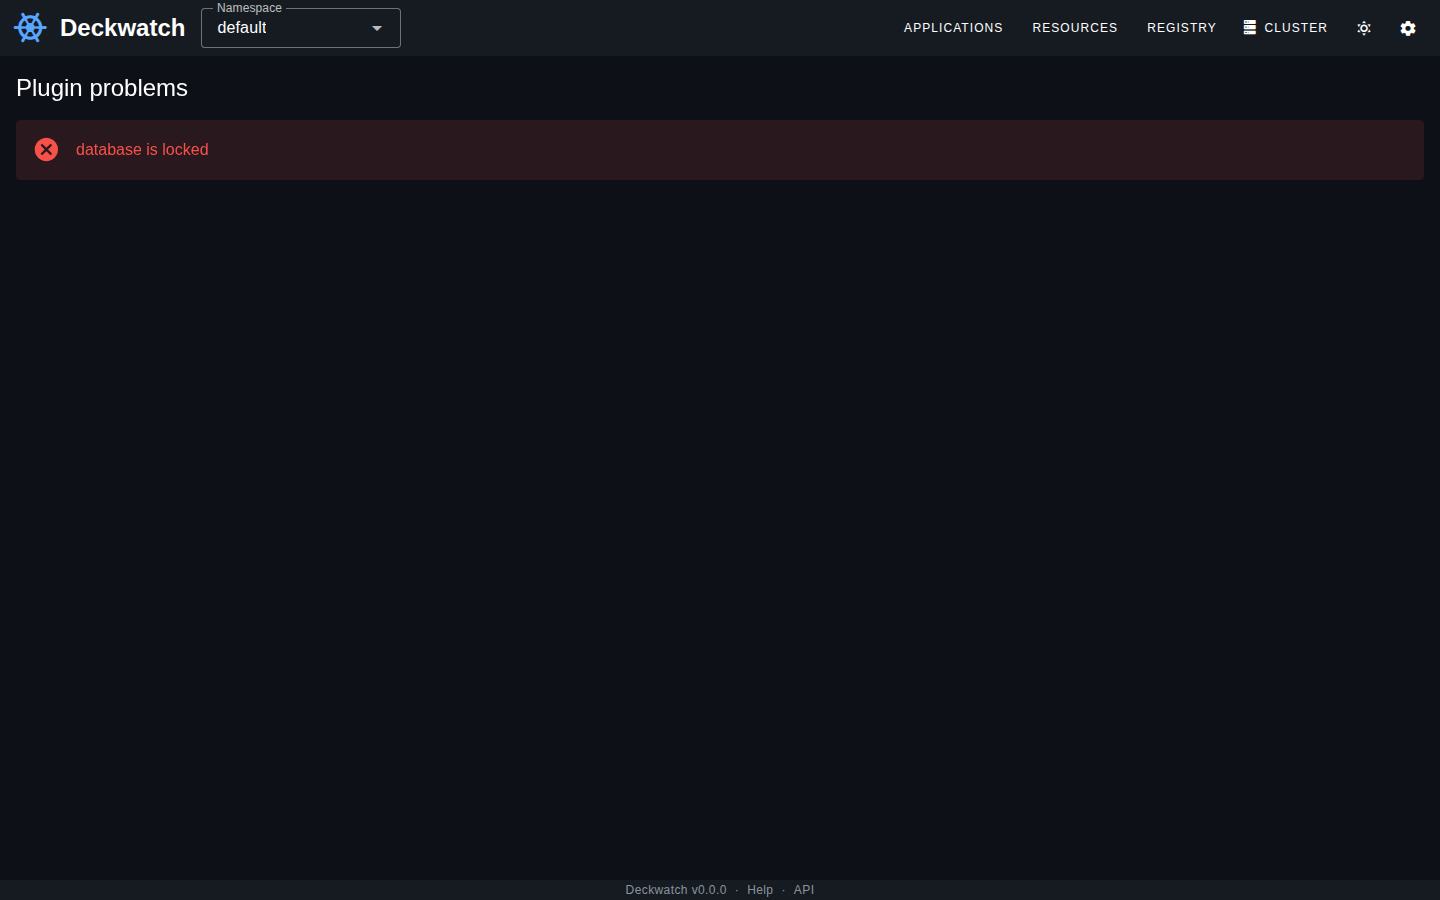 Deckwatch
Namespace
default
APPLICATIONS
RESOURCES
REGISTRY
CLUSTER
Plugin problems
database is locked
Deckwatch v0.0.0 · Help · API